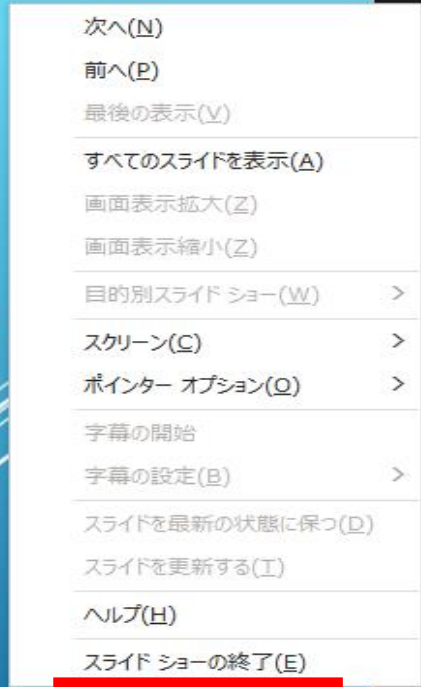 次へ(N)
前へ(P)
最後の表示(V)
すべてのスライドを表示(A)
画面表示拡大(Z)
画面表示縮小(Z)
目的別スライド ショー(W)
スクリーン(C)
ポインター オプション(O)
字幕の開始
字幕の設定(B)
スライドを最新の状態に保つ(D)
スライドを更新する(T)
ヘルプ(H)
スライド ショーの終了(E)